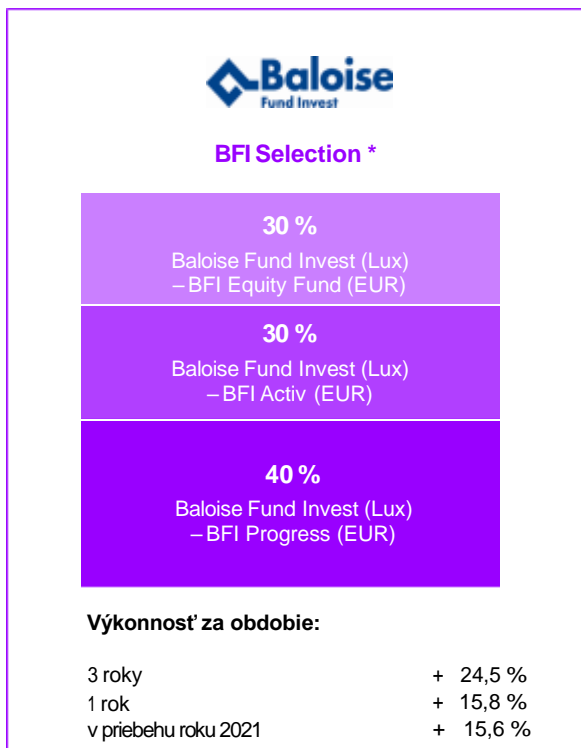 Baloise
Fund Invest
BFI Selection *
30 %
Baloise Fund Invest (Lux)
– BFI Equity Fund (EUR)
30 %
Baloise Fund Invest (Lux)
– BFI Activ (EUR)
40 %
Baloise Fund Invest (Lux)
– BFI Progress (EUR)
Výkonnosť za obdobie:
3 roky + 24,5 %
1 rok + 15,8 %
v priebehu roku 2021 + 15,6 %